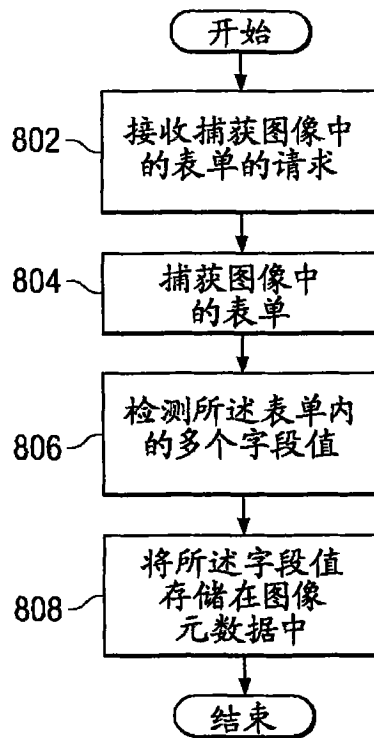 开始
802
接收捕获图像中
的表单的请求
804
捕获图像中
的表单
806
检测所述表单内
的多个字段值
808
将所述字段值
存储在图像
元数据中
结束